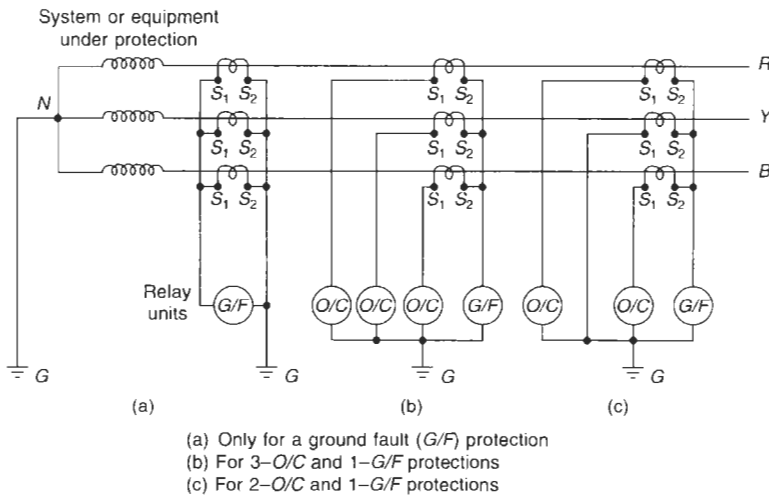 System or equipment
under protection
R
S₁ S₂ S₁ S₂ S₁ S₂
N
Y
S₁ S₂ S₁ S₂ S₁ S₂
B
S₁ S₂ S₁ S₂ S₁ S₂
Relay
units
G/F O/C O/C O/C G/F O/C O/C G/F
G G G G
(a) (b) (c)
(a) Only for a ground fault (G/F) protection
(b) For 3–O/C and 1–G/F protections
(c) For 2–O/C and 1–G/F protections